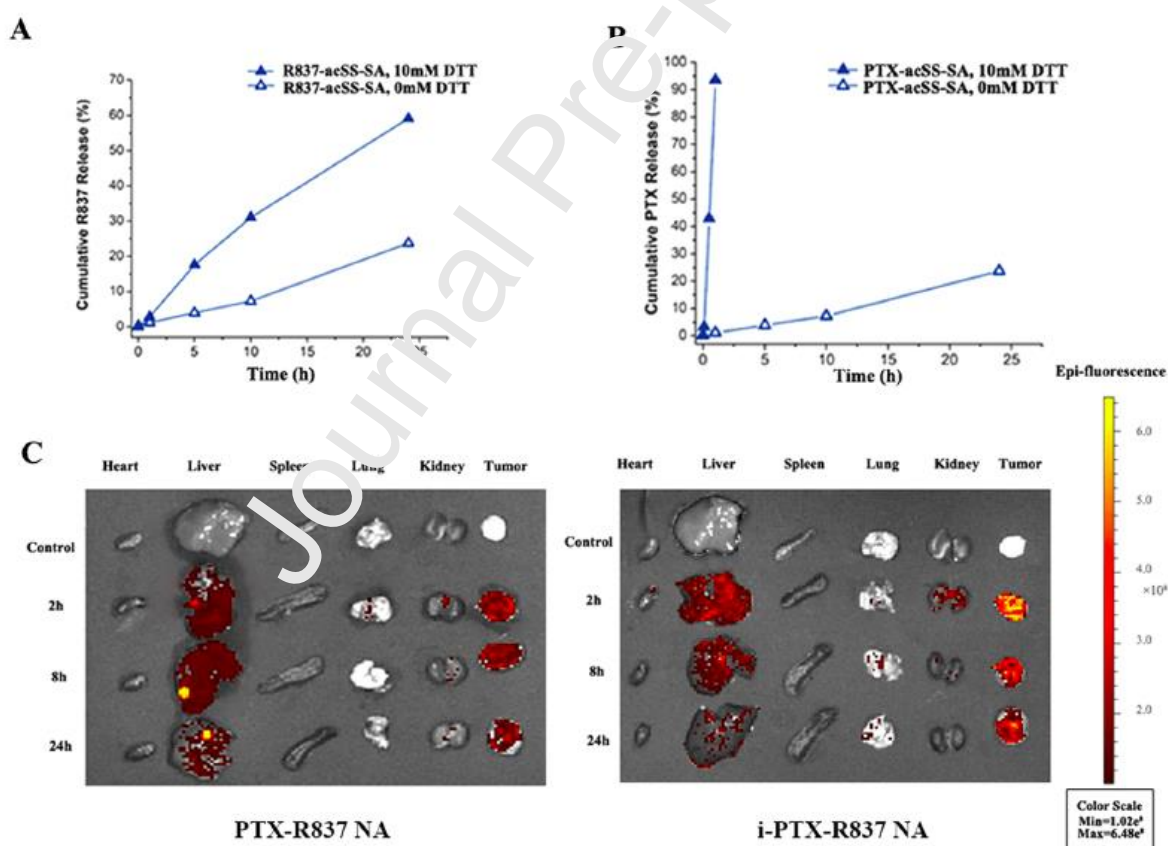 A
B
R837-acSS-SA, 10mM DTT
R837-acSS-SA, 0mM DTT
Cumulative R837 Release (%)
70
60
50
40
30
20
10
0
0 5 10 15 20 25
Time (h)
PTX-acSS-SA, 10mM DTT
PTX-acSS-SA, 0mM DTT
Cumulative PTX Release (%)
100
90
80
70
60
50
40
30
20
10
0
0 5 10 15 20 25
Time (h)
Journal Pre-p
Epi-fluorescence
6.0
5.0
4.0
×10⁸
3.0
2.0
Color Scale
Min=1.02e⁸
Max=6.48e⁸
C
Heart Liver Spleen Lung Kidney Tumor
Control
2h
8h
24h
PTX-R837 NA
Heart Liver Spleen Lung Kidney Tumor
Control
2h
8h
24h
i-PTX-R837 NA